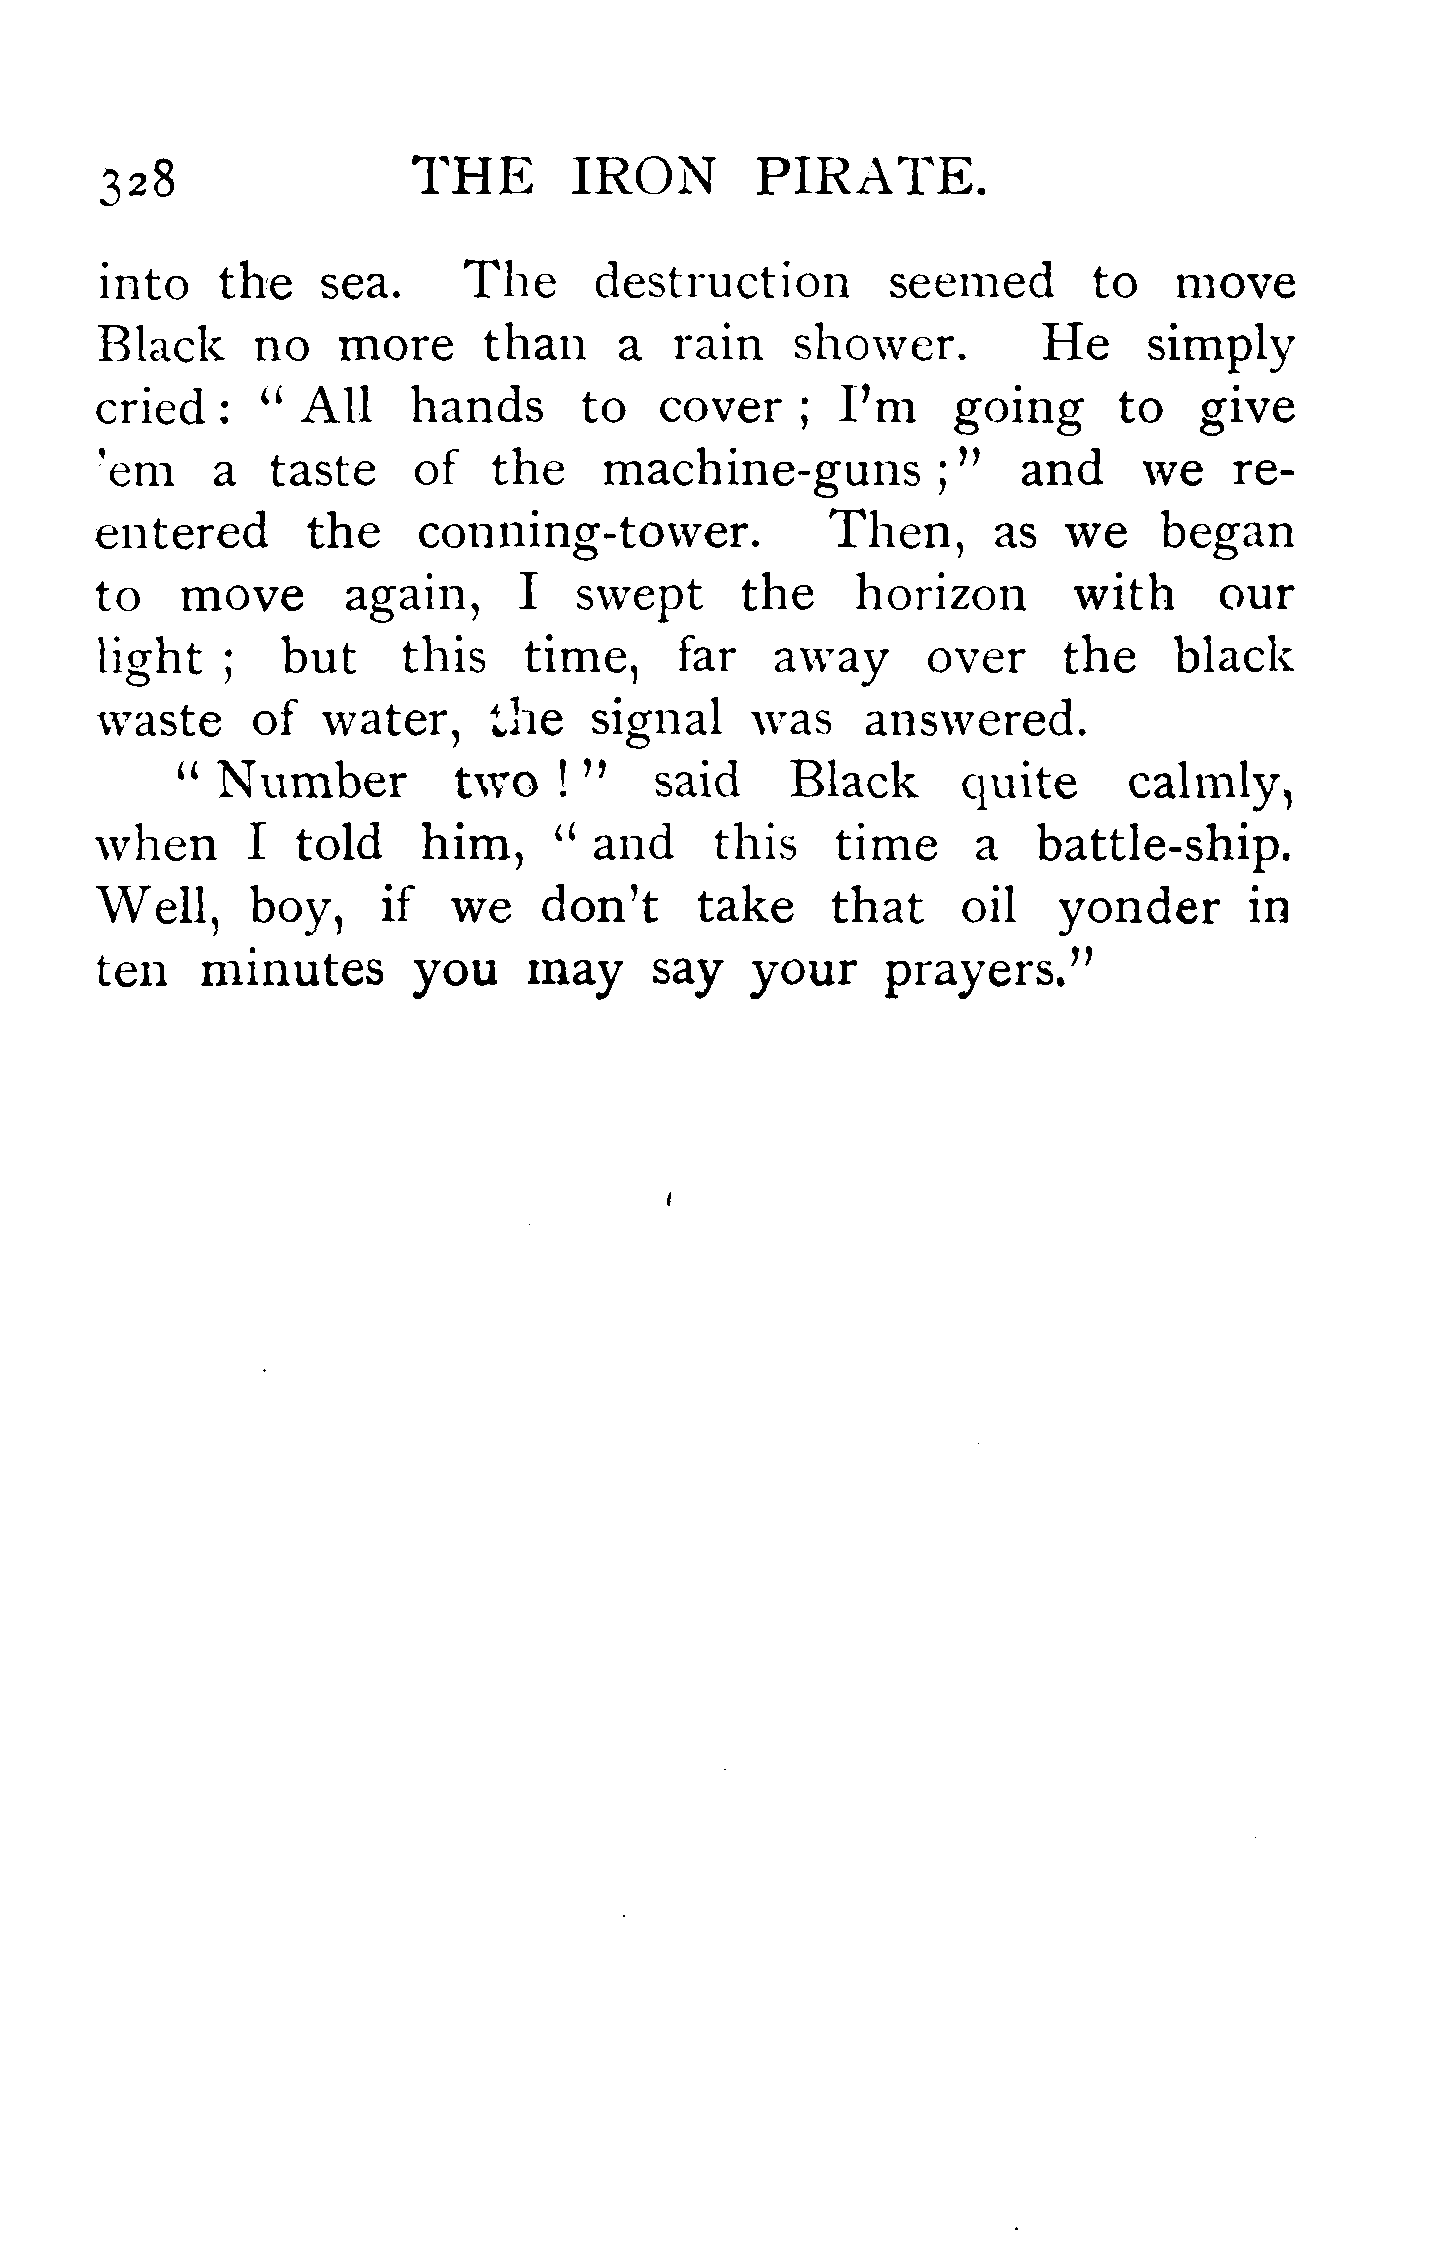 328 THE IRON PIRATE.
into the sea. The destruction seemed to move
Black no more than a rain shower. He simply
cried: “All hands to cover; I’m going to give
’em a taste of the machine-guns;” and we re-
entered the conning-tower. Then, as we began
to move again, I swept the horizon with our
light; but this time, far away over the black
waste of water, the signal was answered.
“Number two!” said Black quite calmly,
when I told him, “and this time a battle-ship.
Well, boy, if we don’t take that oil yonder in
ten minutes you may say your prayers.”